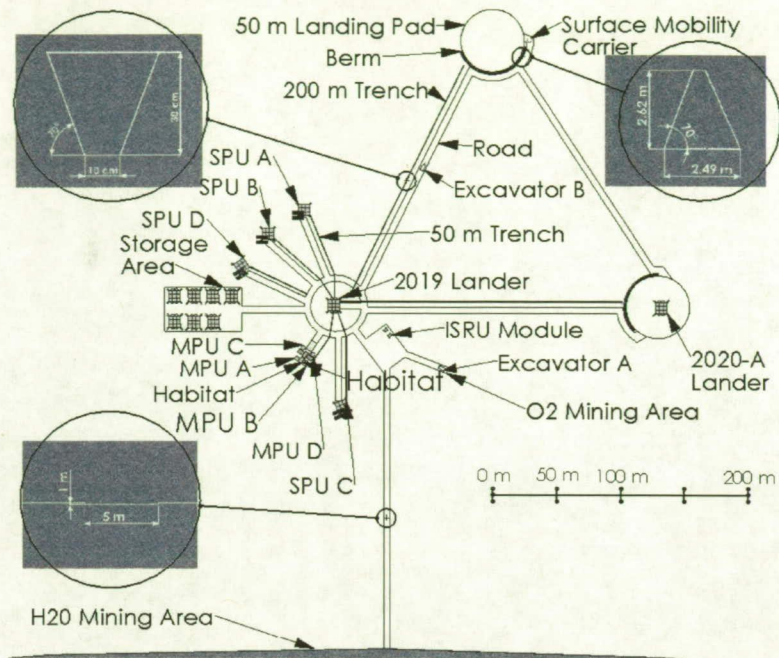 50 m Landing Pad
Surface Mobility
Carrier
Berm
200 m Trench
30 cm
10 cm
2.62 m
70°
2.49 m
Road
SPU A
SPU B
Excavator B
SPU D
Storage
Area
50 m Trench
2019 Lander
MPU C
MPU A
Habitat
MPU B
Habitat
MPU D
SPU C
ISRU Module
Excavator A
O2 Mining Area
2020-A
Lander
0 m 50 m 100 m 200 m
5 m
H20 Mining Area